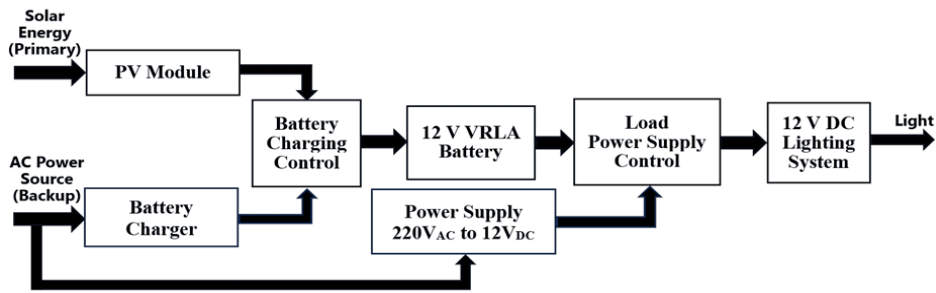 Solar
Energy
(Primary)
PV Module
Battery
Charging
Control
12 V VRLA
Battery
Load
Power Supply
Control
12 V DC
Lighting
System
Light
AC Power
Source
(Backup)
Battery
Charger
Power Supply
220VAC to 12VDC